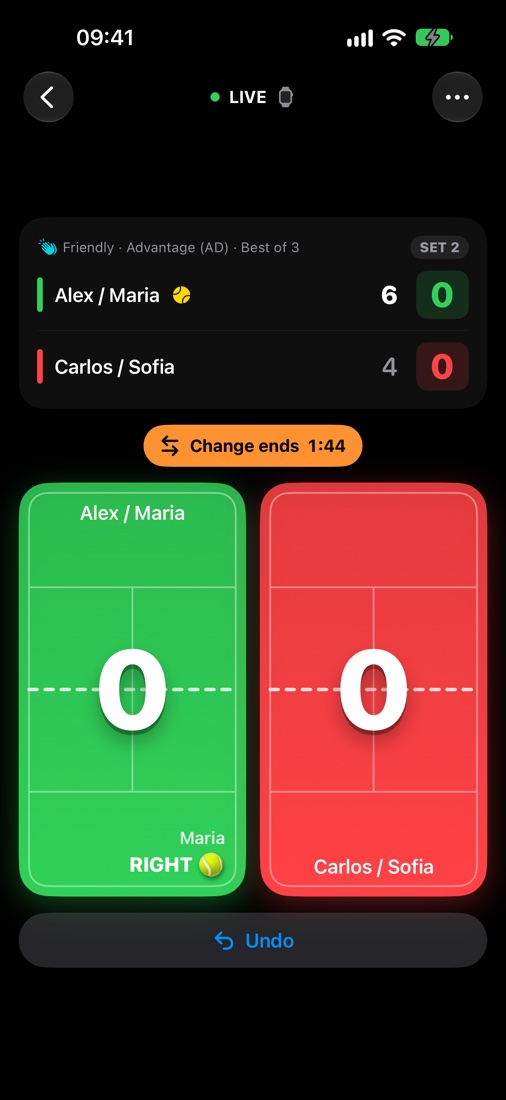 09:41
LIVE
Friendly · Advantage (AD) · Best of 3
SET 2
Alex / Maria
6
0
Carlos / Sofia
4
0
Change ends 1:44
Alex / Maria
0
0
Maria
RIGHT
Carlos / Sofia
Undo